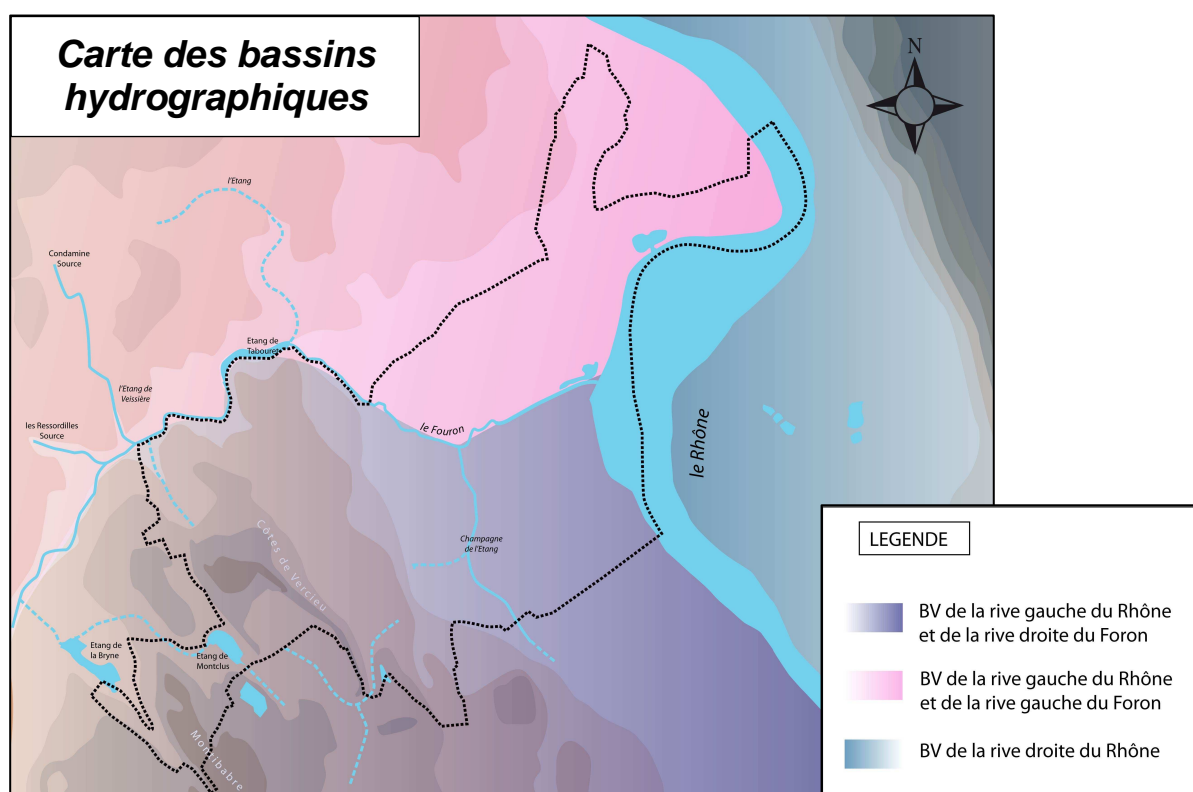 Carte des bassins
hydrographiques
N
l'Etang
Condamine
Source
Etang de
Tabouret
l'Etang de
Veissière
les Ressordilles
Source
le Fouron
le Rhône
Côtes de Vercieu
Champagne
de l'Etang
Etang de
la Bryne
Etang de
Montclus
LEGENDE
BV de la rive gauche du Rhône
et de la rive droite du Foron
BV de la rive gauche du Rhône
et de la rive gauche du Foron
BV de la rive droite du Rhône